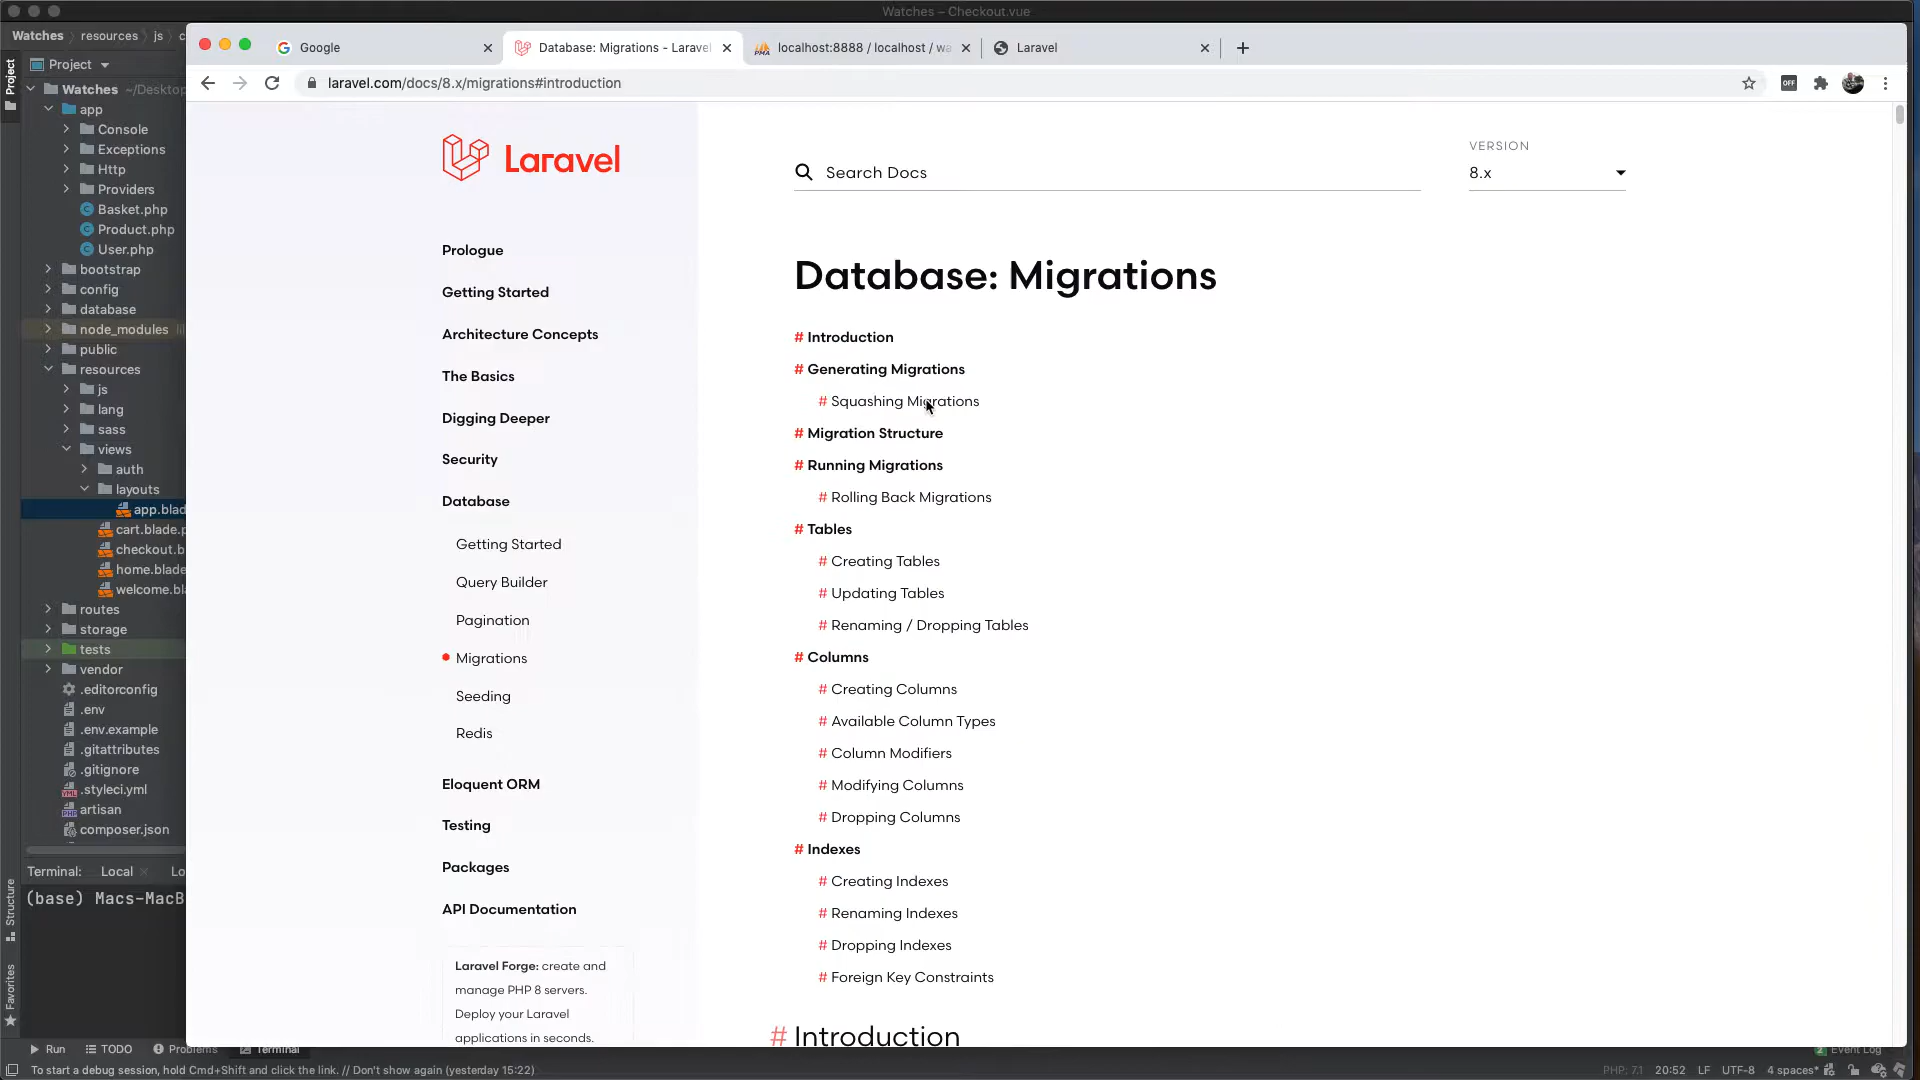 Watches – Checkout.vue
Watches
resources
js
Project
Project
Watches ~/Desktop
app
Console
Exceptions
Http
Providers
Basket.php
Product.php
User.php
bootstrap
config
database
node_modules
public
resources
js
lang
sass
views
auth
layouts
app.blad
cart.blade.p
checkout.b
home.blade
welcome.bl
routes
storage
tests
vendor
.editorconfig
.env
.env.example
.gitattributes
.gitignore
.styleci.yml
artisan
composer.json
Terminal: Local Lo
(base) Macs-MacB
Structure
Favorites
Google
Database: Migrations - Larave
localhost:8888 / localhost / wa
Laravel
laravel.com/docs/8.x/migrations#introduction
OFF
Laravel
Prologue
Getting Started
Architecture Concepts
The Basics
Digging Deeper
Security
Database
Getting Started
Query Builder
Pagination
Migrations
Seeding
Redis
Eloquent ORM
Testing
Packages
API Documentation
Laravel Forge: create and
manage PHP 8 servers.
Deploy your Laravel
applications in seconds.
Search Docs
VERSION
8.x
Database: Migrations
# Introduction
# Generating Migrations
# Squashing Migrations
# Migration Structure
# Running Migrations
# Rolling Back Migrations
# Tables
# Creating Tables
# Updating Tables
# Renaming / Dropping Tables
# Columns
# Creating Columns
# Available Column Types
# Column Modifiers
# Modifying Columns
# Dropping Columns
# Indexes
# Creating Indexes
# Renaming Indexes
# Dropping Indexes
# Foreign Key Constraints
# Introduction
Run TODO Problems Terminal
2 Event Log
To start a debug session, hold Cmd+Shift and click the link. // Don't show again (yesterday 15:22)
PHP: 7.1 20:52 LF UTF-8 4 spaces*